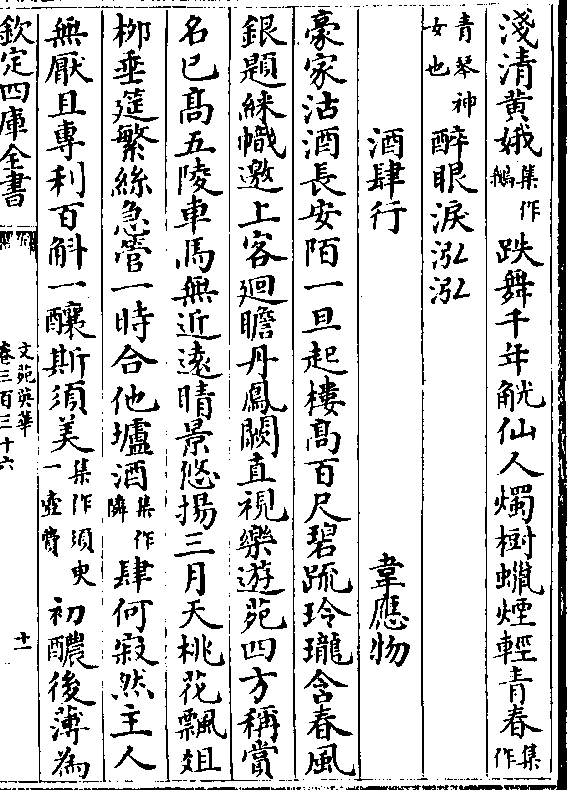 淺清黃娥集作鵝跌舞千年觥仙人燭樹蠟煙輕青春集作
青琴神女也醉眼淚泓泓
酒肆行 韋應物
豪家沽酒長安陌一旦起樓髙百尺碧疏玲瓏含春風
銀題綵幟邀上客迴瞻丹鳳闕直視樂遊苑四方稱賞
名已髙五陵車馬無近逺晴景悠揚三月天桃花飄俎
柳垂筵繁絲急管一時合他壚酒集作隣肆何寂然主人
無厭且專利百斛一釀斯須美集作須臾一壺費初醲後薄為
欽定四庫全書
文苑英華
卷三百三十六
十一